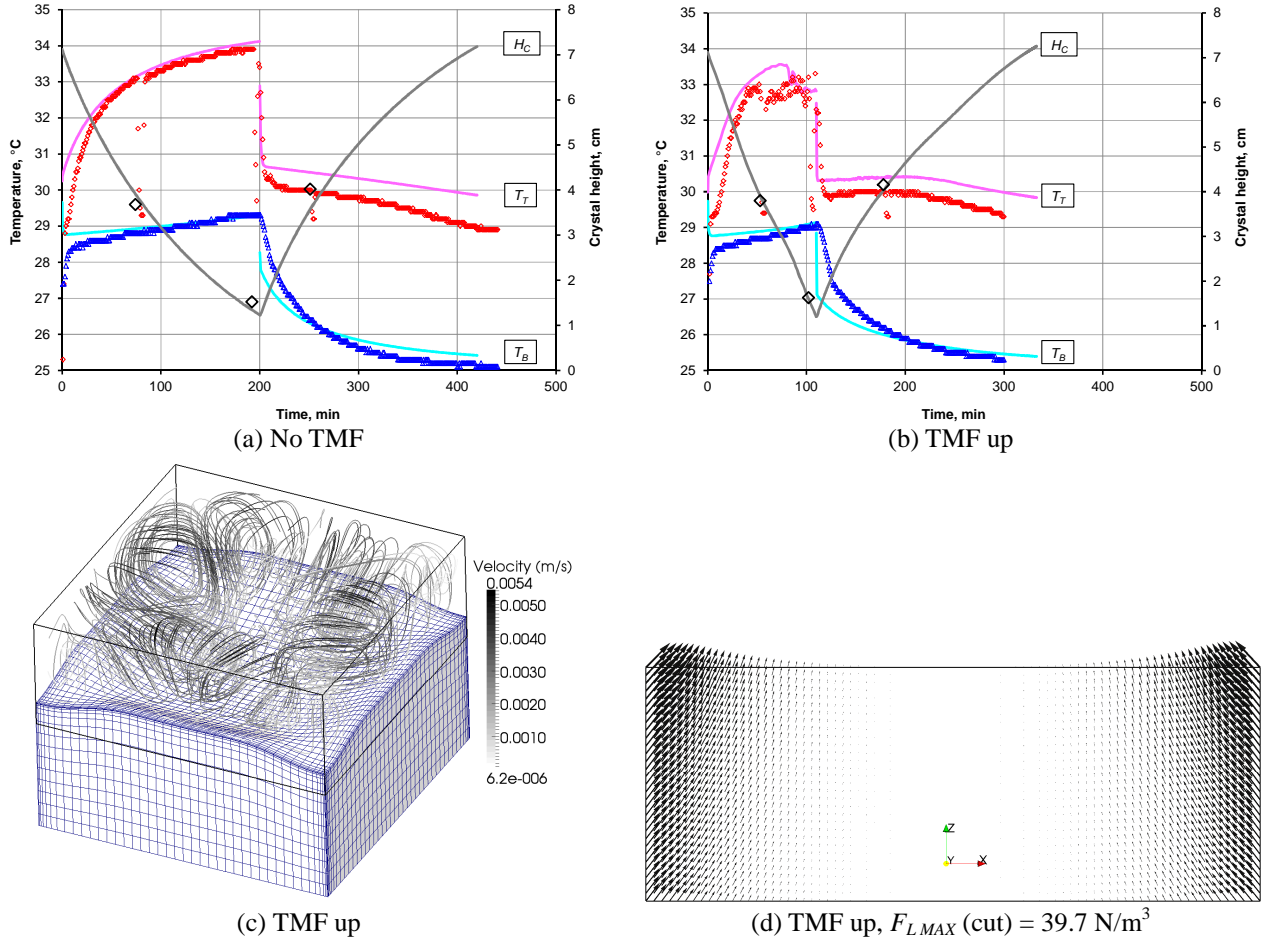 35
34
33
32
31
30
29
28
27
26
25
Temperature, °C
0
100
200
300
400
500
Time, min
8
7
6
5
4
3
2
1
0
Crystal height, cm
H_C
T_T
T_B
(a) No TMF
35
34
33
32
31
30
29
28
27
26
25
Temperature, °C
0
100
200
300
400
500
Time, min
8
7
6
5
4
3
2
1
0
Crystal height, cm
H_C
T_T
T_B
(b) TMF up
Velocity (m/s)
0.0054
0.0050
0.0040
0.0030
0.0020
0.0010
6.2e-006
(c) TMF up
Z
Y
X
(d) TMF up, F_{L MAX} (cut) = 39.7 N/m³